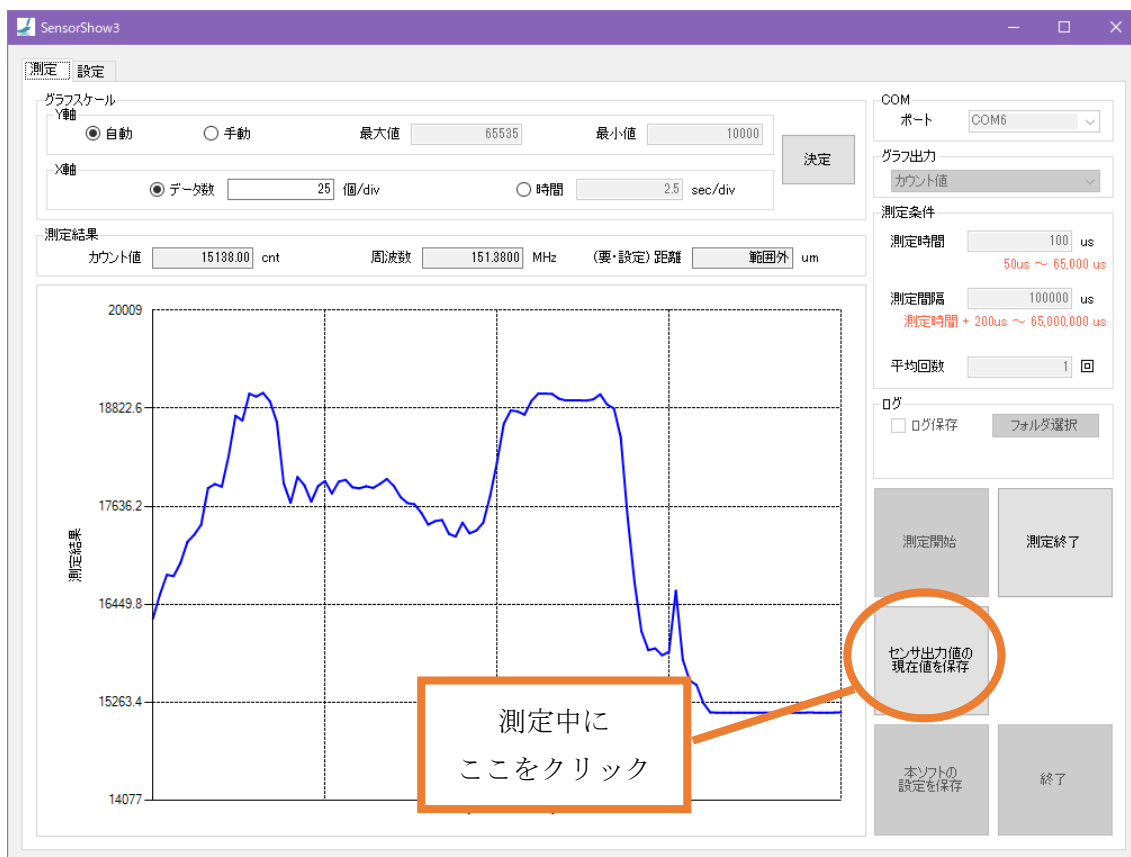 SensorShow3
測定 設定
グラフスケール
Y軸
自動 手動 最大値 65535 最小値 10000
決定
X軸
データ数 25 個/div 時間 2.5 sec/div
測定結果
カウント値 15138.00 cnt 周波数 151.3800 MHz (要・設定)距離 範囲外 um
20009
18822.6
17636.2
16449.8
15263.4
14077
測定結果
COM
ポート COM6
グラフ出力
カウント値
測定条件
測定時間 100 us
50us ～ 65,000 us
測定間隔 100000 us
測定時間 + 200us ～ 65,000,000 us
平均回数 1 回
ログ
ログ保存 フォルダ選択
測定開始 測定終了
センサ出力値の
現在値を保存
測定中に
ここをクリック
本ソフトの
設定を保存
終了